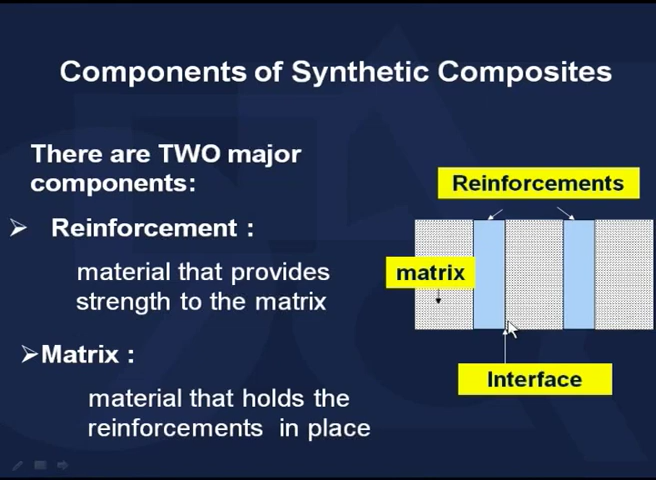 Components of Synthetic Composites
There are TWO major
components:
Reinforcement :
material that provides
strength to the matrix
Matrix :
material that holds the
reinforcements in place
Reinforcements
matrix
Interface